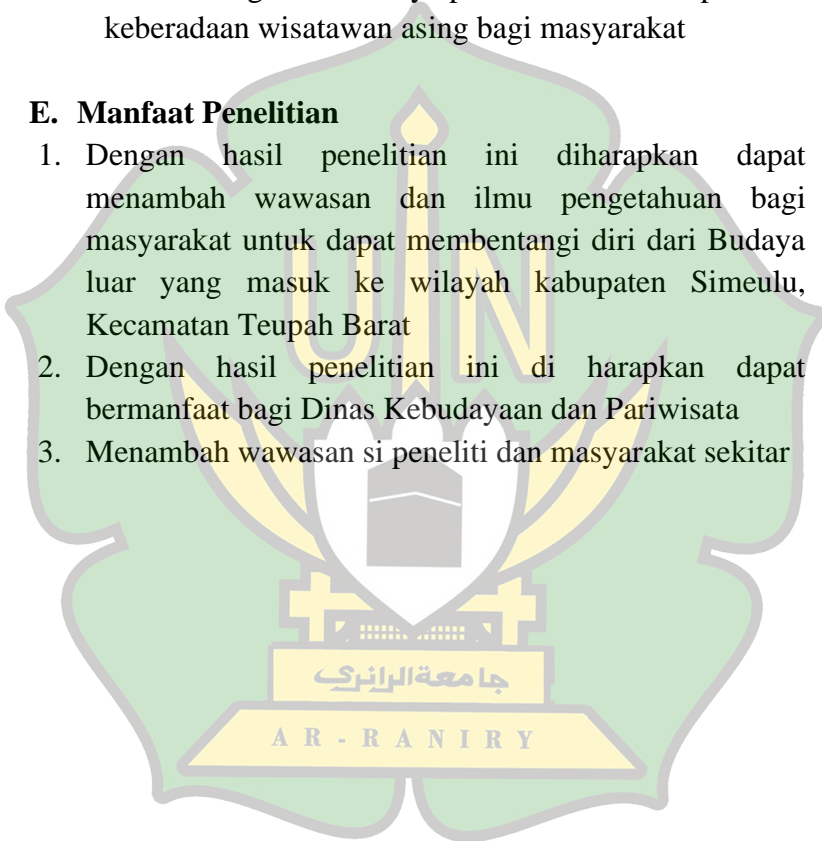 keberadaan wisatawan asing bagi masyarakat
E. Manfaat Penelitian
1. Dengan hasil penelitian ini diharapkan dapat
menambah wawasan dan ilmu pengetahuan bagi
masyarakat untuk dapat membentangi diri dari Budaya
luar yang masuk ke wilayah kabupaten Simeulu,
Kecamatan Teupah Barat
2. Dengan hasil penelitian ini di harapkan dapat
bermanfaat bagi Dinas Kebudayaan dan Pariwisata
3. Menambah wawasan si peneliti dan masyarakat sekitar
UIN
جامعةالرانري
AR-RANIRY